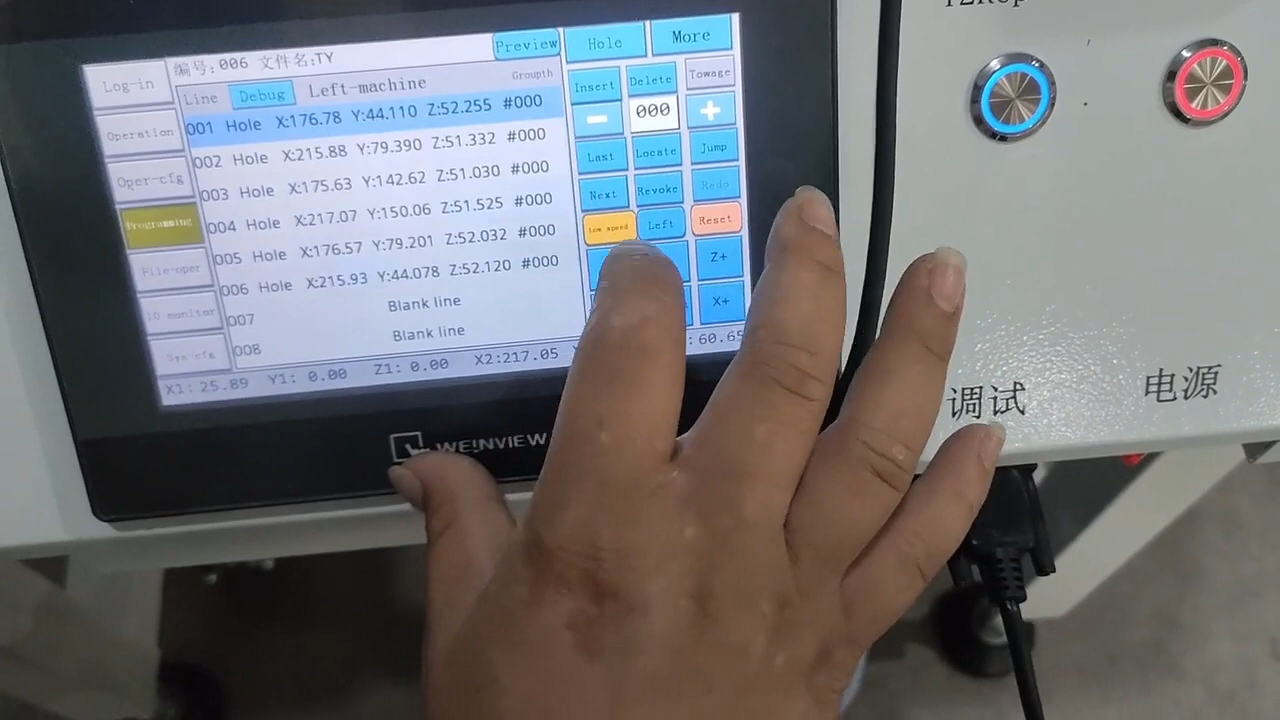 编号: 006 文件名:TY
Preview
Hole
More
Log-in
Operation
Oper-cfg
Programming
File-oper
IO monitor
Sys-cfg
Line Debug Left-machine Groupth
001 Hole X:176.78 Y:44.110 Z:52.255 #000
002 Hole X:215.88 Y:79.390 Z:51.332 #000
003 Hole X:175.63 Y:142.62 Z:51.030 #000
004 Hole X:217.07 Y:150.06 Z:51.525 #000
005 Hole X:176.57 Y:79.201 Z:52.032 #000
006 Hole X:215.93 Y:44.078 Z:52.120 #000
007 Blank line
008 Blank line
X1: 25.89 Y1: 0.00 Z1: 0.00 X2:217.05 : 60.65
Insert Delete Towage
- 000 +
Last Locate Jump
Next Revoke Redo
Low speed Left Reset
Z+
X+
WEINVIEW
调试
电源